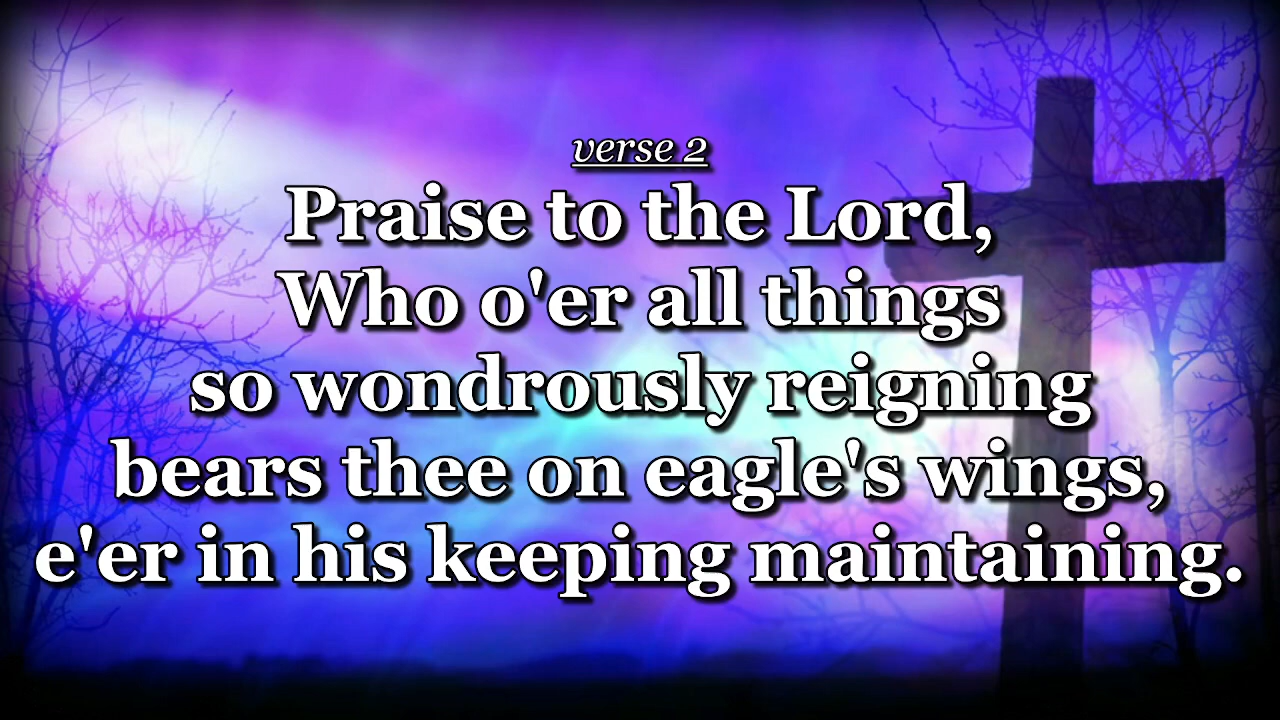 verse 2
Praise to the Lord,
Who o'er all things
so wondrously reigning
bears thee on eagle's wings,
e'er in his keeping maintaining.